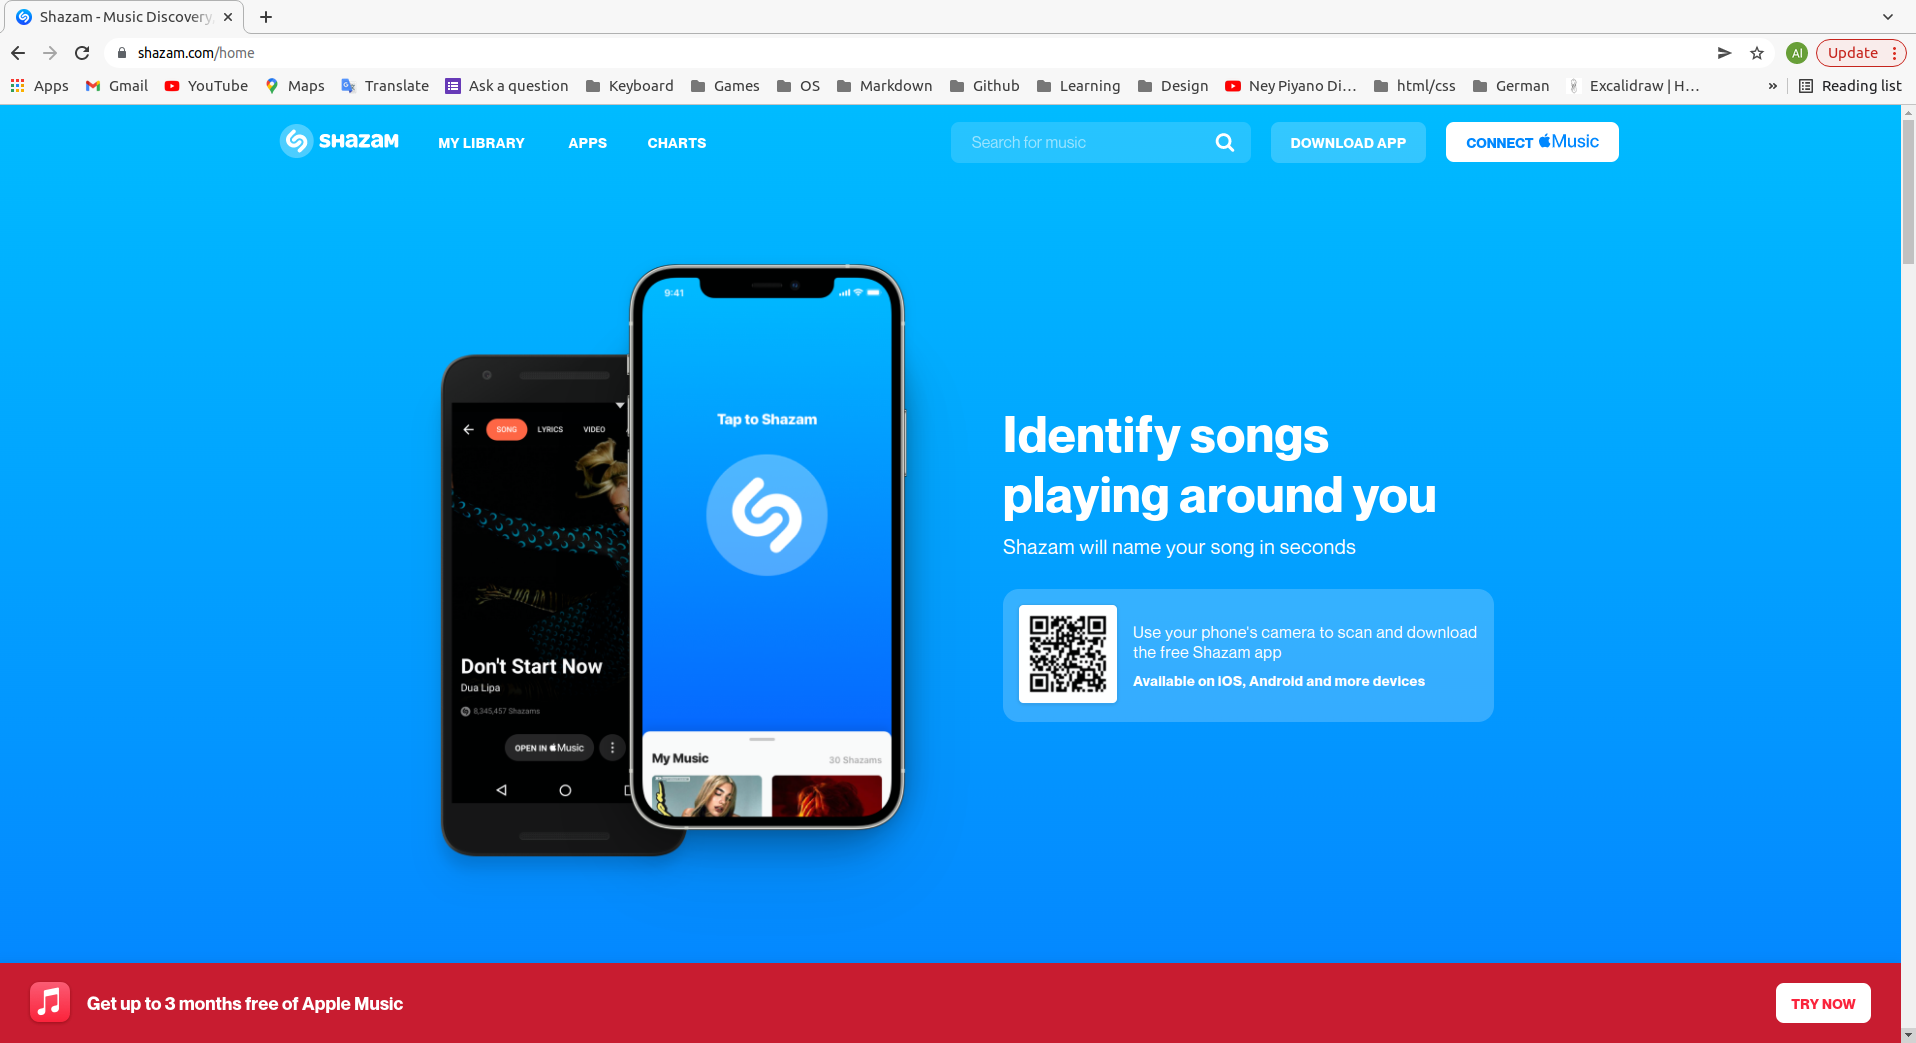 Shazam - Music Discovery,
shazam.com/home
AI
Update
Apps
Gmail
YouTube
Maps
Translate
Ask a question
Keyboard
Games
OS
Markdown
Github
Learning
Design
Ney Piyano Di...
html/css
German
Excalidraw | H...
»
Reading list
SHAZAM
MY LIBRARY
APPS
CHARTS
Search for music
DOWNLOAD APP
CONNECT Music
9:41
Tap to Shazam
SONG
LYRICS
VIDEO
Don't Start Now
Dua Lipa
8,345,457 Shazams
OPEN IN Music
My Music
30 Shazams
Identify songs
playing around you
Shazam will name your song in seconds
Use your phone's camera to scan and download
the free Shazam app
Available on iOS, Android and more devices
Get up to 3 months free of Apple Music
TRY NOW